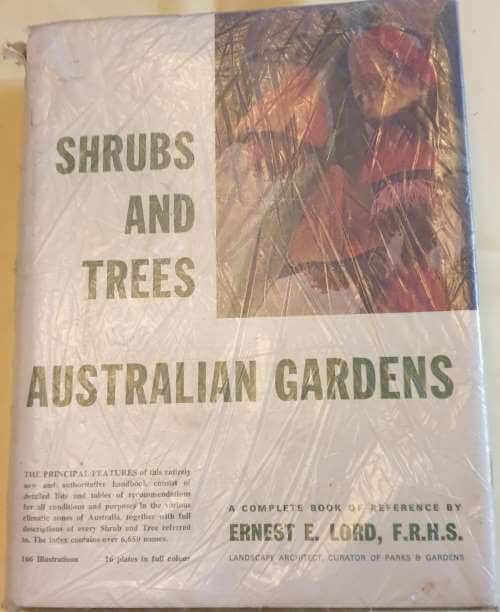 SHRUBS
AND
TREES
AUSTRALIAN GARDENS
THE PRINCIPAL FEATURES of this entirely
new and authoritative handbook consist of
detailed lists and tables of recommendations
for all conditions and purposes in the various
climatic zones of Australia, together with full
descriptions of every Shrub and Tree referred
to. The index contains over 6,650 names.
166 Illustrations 16 plates in full colour
A COMPLETE BOOK OF REFERENCE BY
ERNEST E. LORD, F.R.H.S.
LANDSCAPE ARCHITECT, CURATOR OF PARKS & GARDENS